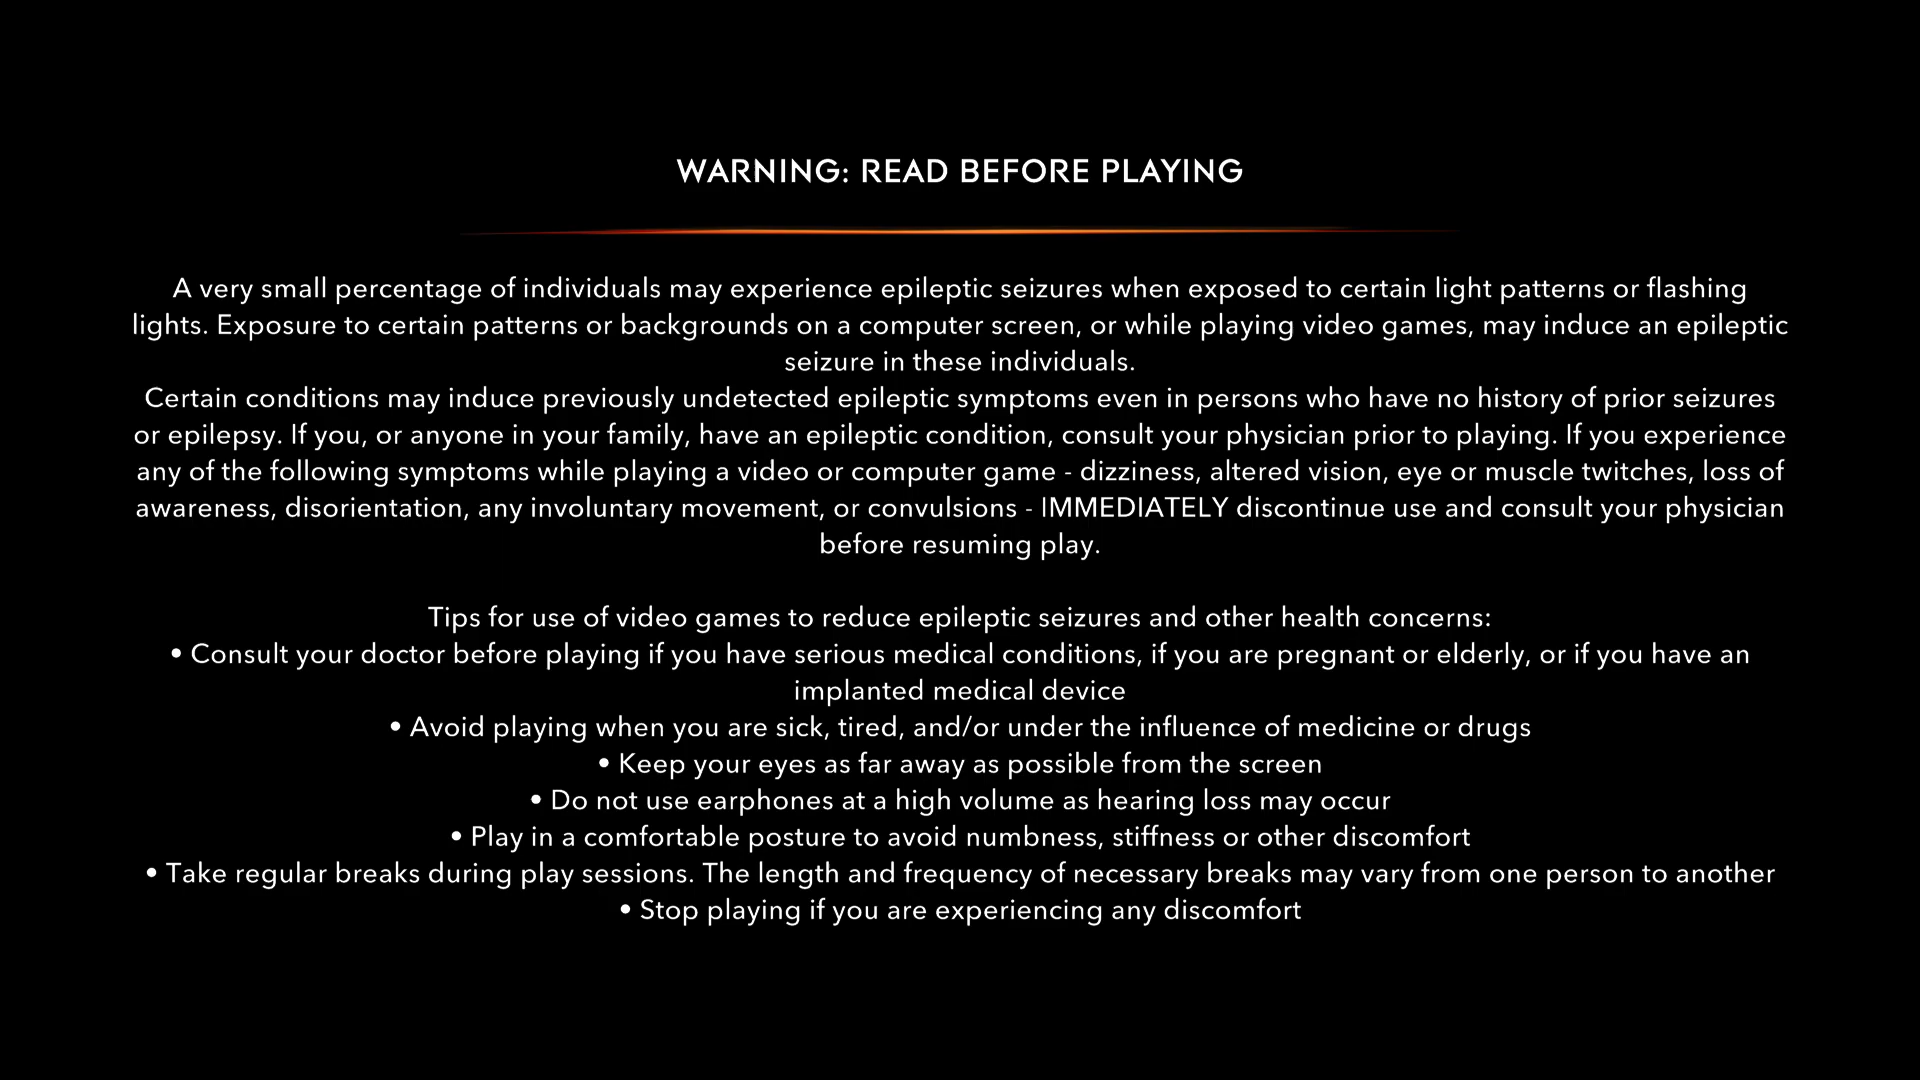 WARNING: READ BEFORE PLAYING
A very small percentage of individuals may experience epileptic seizures when exposed to certain light patterns or flashing
lights. Exposure to certain patterns or backgrounds on a computer screen, or while playing video games, may induce an epileptic
seizure in these individuals.
Certain conditions may induce previously undetected epileptic symptoms even in persons who have no history of prior seizures
or epilepsy. If you, or anyone in your family, have an epileptic condition, consult your physician prior to playing. If you experience
any of the following symptoms while playing a video or computer game - dizziness, altered vision, eye or muscle twitches, loss of
awareness, disorientation, any involuntary movement, or convulsions - IMMEDIATELY discontinue use and consult your physician
before resuming play.
Tips for use of video games to reduce epileptic seizures and other health concerns:
• Consult your doctor before playing if you have serious medical conditions, if you are pregnant or elderly, or if you have an
implanted medical device
• Avoid playing when you are sick, tired, and/or under the influence of medicine or drugs
• Keep your eyes as far away as possible from the screen
• Do not use earphones at a high volume as hearing loss may occur
• Play in a comfortable posture to avoid numbness, stiffness or other discomfort
• Take regular breaks during play sessions. The length and frequency of necessary breaks may vary from one person to another
• Stop playing if you are experiencing any discomfort